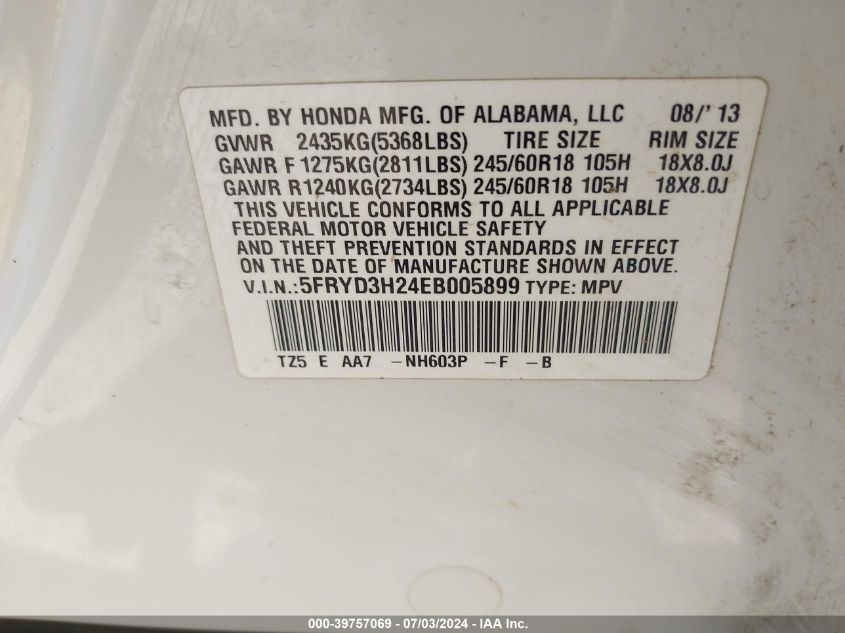 MFD. BY HONDA MFG. OF ALABAMA, LLC 08/'13
GVWR 2435KG(5368LBS) TIRE SIZE RIM SIZE
GAWR F 1275KG(2811LBS) 245/60R18 105H 18X8.0J
GAWR R1240KG(2734LBS) 245/60R18 105H 18X8.0J
THIS VEHICLE CONFORMS TO ALL APPLICABLE
FEDERAL MOTOR VEHICLE SAFETY
AND THEFT PREVENTION STANDARDS IN EFFECT
ON THE DATE OF MANUFACTURE SHOWN ABOVE.
V.I.N.:5FRYD3H24EB005899 TYPE: MPV
TZ5 E AA7 -NH603P -F -B
000-39757069 - 07/03/2024 - IAA Inc.